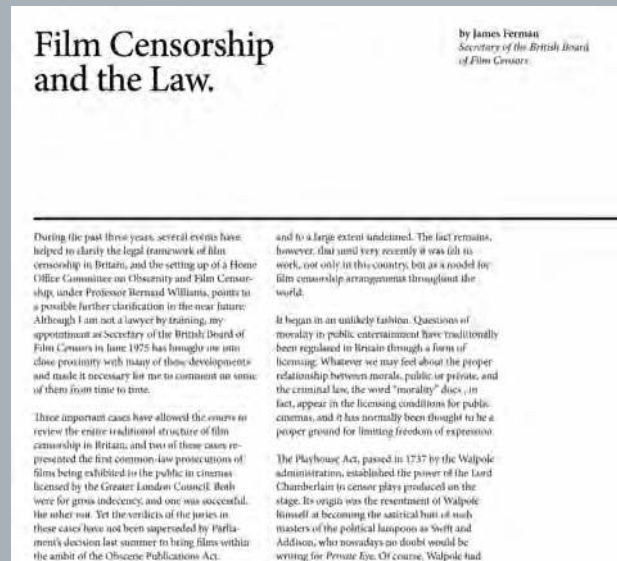 Film Censorship
and the Law.
by James Ferman
Secretary of the British Board
of Film Censors
During the past three years, several events have
helped to clarify the legal framework of film
censorship in Britain, and the setting up of a Home
Office Committee on Obscenity and Film Censor-
ship, under Professor Bernard Williams, points to
a possible further clarification in the near future.
Although I am not a lawyer by training, my
appointment as Secretary of the British Board of
Film Censors in June 1975 has brought me into
close proximity with many of those developments
and made it necessary for me to comment on some
of them from time to time.
Three important cases have allowed the courts to
review the entire traditional structure of film
censorship in Britain, and two of these cases re-
presented the first common-law prosecutions of
films being exhibited to the public in cinemas
licensed by the Greater London Council. Both
were for gross indecency, and one was successful,
the other not. Yet the verdicts of the juries in
these cases have not been superseded by Parlia-
ment's decision last summer to bring films within
the ambit of the Obscene Publications Act.
and to a large extent undefined. The fact remains,
however, that until very recently it was felt to
work, not only in this country, but as a model for
film censorship arrangements throughout the
world.
It began in an unlikely fashion. Questions of
morality in public entertainment have traditionally
been regulated in Britain through a form of
licensing. Whatever we may feel about the proper
relationship between morals, public or private, and
the criminal law, the word "morality" does , in
fact, appear in the licensing conditions for public
cinemas, and it has normally been thought to be a
proper ground for limiting freedom of expression.
The Playhouse Act, passed in 1737 by the Walpole
administration, established the power of the Lord
Chamberlain to censor plays produced on the
stage. Its origin was the resentment of Walpole
himself at becoming the satirical butt of such
masters of the political lampoon as Swift and
Addison, who nowadays no doubt would be
writing for Private Eye. Of course, Walpole had